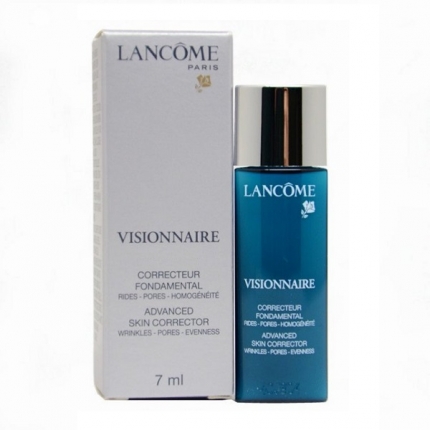 LANCÔME
PARIS
VISIONNAIRE
CORRECTEUR
FONDAMENTAL
RIDES - PORES - HOMOGÉNÉITÉ
ADVANCED
SKIN CORRECTOR
WRINKLES - PORES - EVENNESS
7 ml
LANCÔME
VISIONNAIRE
CORRECTEUR
FONDAMENTAL
RIDES - PORES - HOMOGÉNÉITÉ
ADVANCED
SKIN CORRECTOR
WRINKLES - PORES - EVENNESS